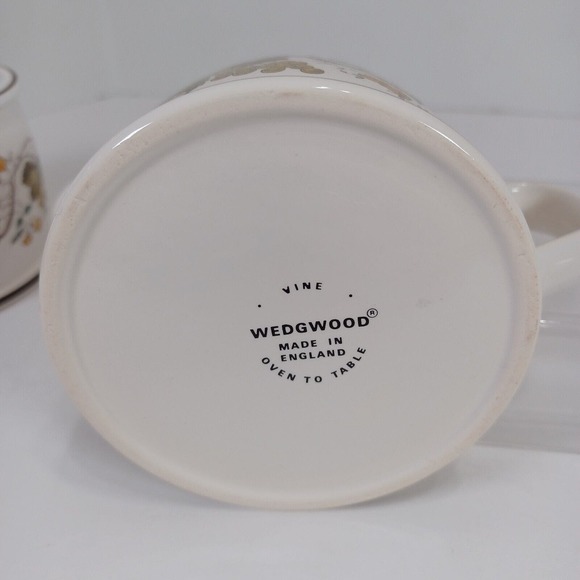 VINE
WEDGWOOD®
MADE IN
ENGLAND
OVEN TO TABLE